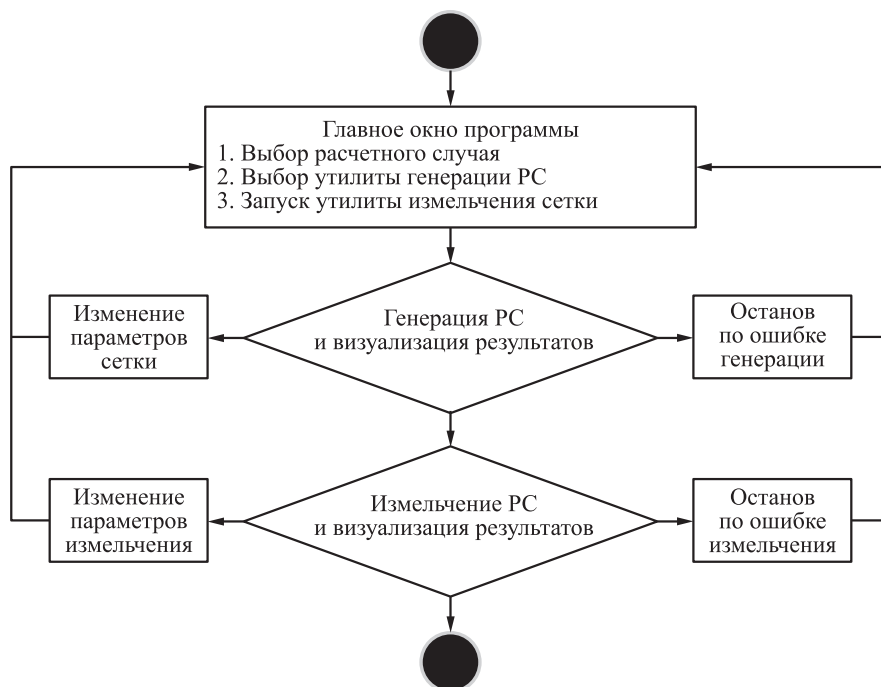 Главное окно программы
1. Выбор расчетного случая
2. Выбор утилиты генерации РС
3. Запуск утилиты измельчения сетки
Изменение
параметров
сетки
Генерация РС
и визуализация результатов
Останов
по ошибке
генерации
Изменение
параметров
измельчения
Измельчение РС
и визуализация результатов
Останов
по ошибке
измельчения